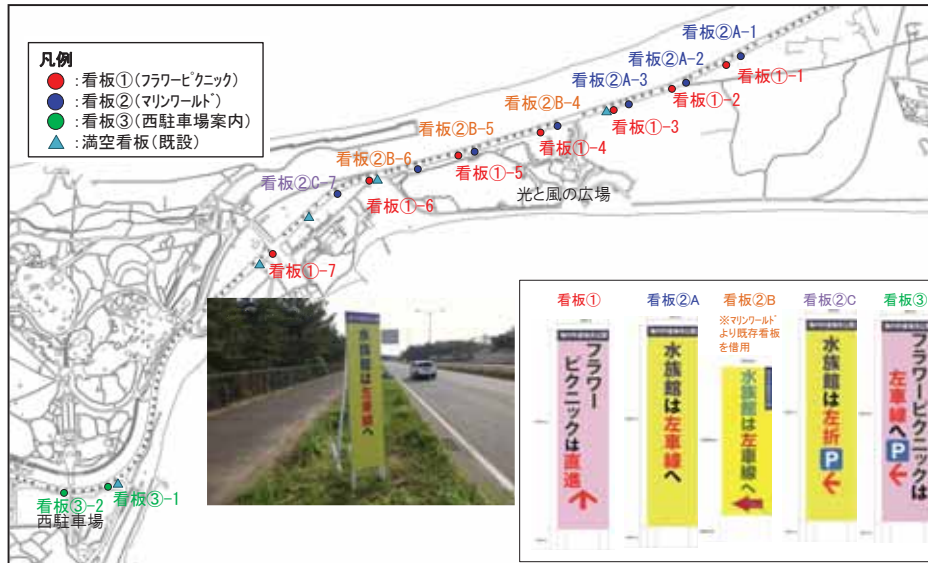 凡例
:看板①(フラワーピクニック)
:看板②(マリンワールド)
:看板③(西駐車場案内)
:満空看板(既設)
看板②A-1
看板②A-2
看板②A-3
看板②B-4
看板②B-5
看板②B-6
看板②C-7
看板①-1
看板①-2
看板①-3
看板①-4
看板①-5
看板①-6
看板①-7
光と風の広場
看板③-1
看板③-2
西駐車場
水族館は左車線へ
看板①
フラワー
ピクニックは直進
看板②A
水族館は左車線へ
看板②B
※マリンワールド
より既存看板
を借用
水族館は左車線へ
看板②C
水族館は左折
P
看板③
フラワーピクニックは
左車線へ
P